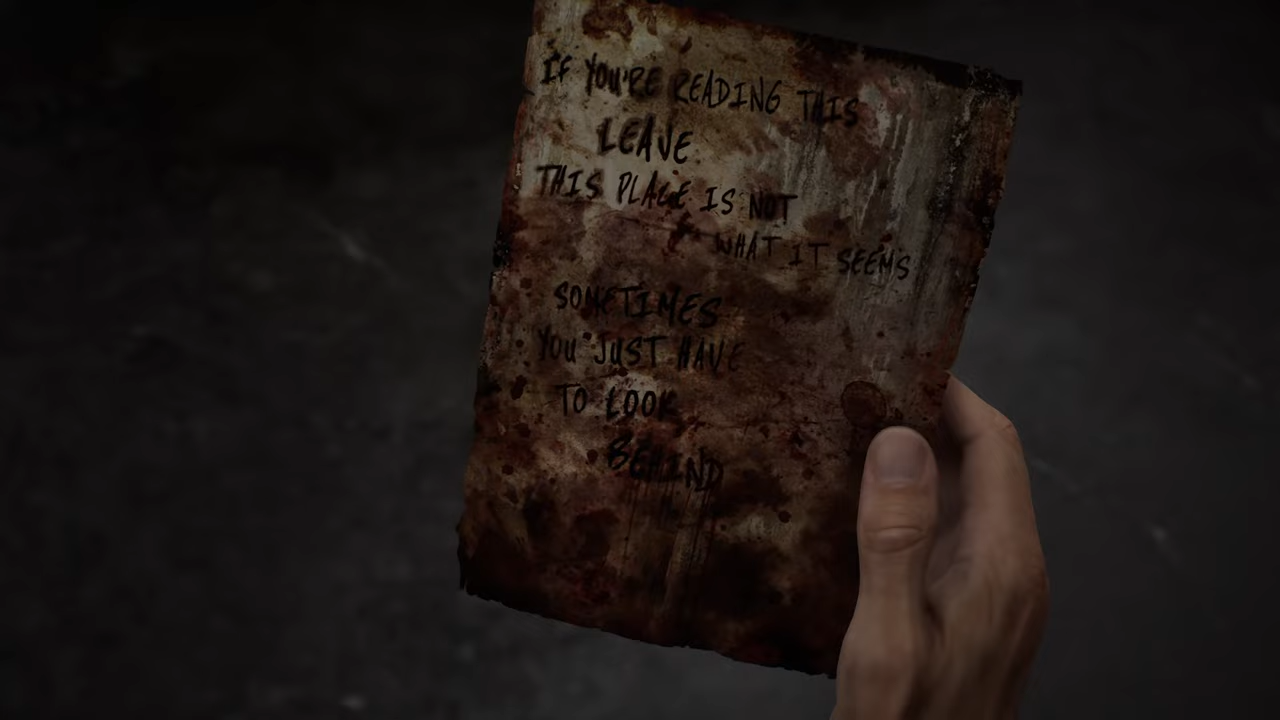 IF YOU'RE READING THIS
LEAVE
THIS PLACE IS NOT
WHAT IT SEEMS
SOMETIMES
YOU JUST HAVE
TO LOOK
BEHIND